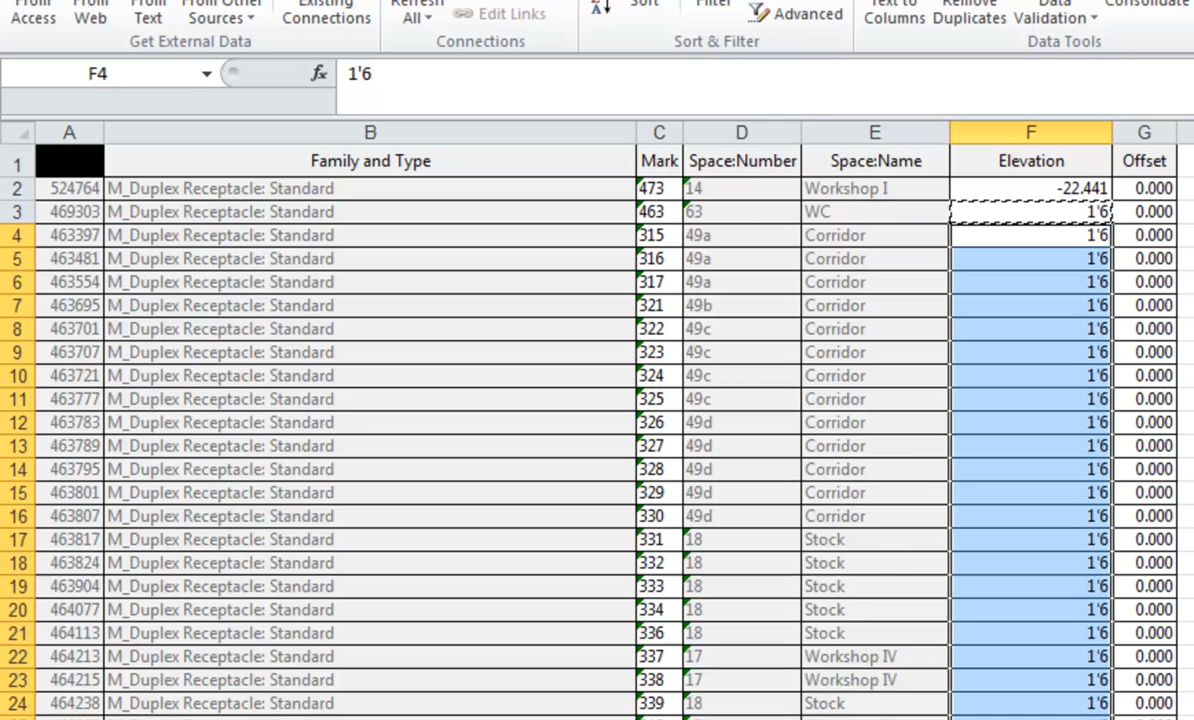 From From From From Other Existing Refresh Sort Filter Text to Remove Data Consolidate
Access Web Text Sources Connections All Edit Links A Advanced Columns Duplicates Validation
Get External Data Connections Sort & Filter Data Tools
F4 fx 1'6
A B C D E F G
1 Family and Type Mark Space:Number Space:Name Elevation Offset
2 524764 M_Duplex Receptacle: Standard 473 14 Workshop I -22.441 0.000
3 469303 M_Duplex Receptacle: Standard 463 63 WC 1'6 0.000
4 463397 M_Duplex Receptacle: Standard 315 49a Corridor 1'6 0.000
5 463481 M_Duplex Receptacle: Standard 316 49a Corridor 1'6 0.000
6 463554 M_Duplex Receptacle: Standard 317 49a Corridor 1'6 0.000
7 463695 M_Duplex Receptacle: Standard 321 49b Corridor 1'6 0.000
8 463701 M_Duplex Receptacle: Standard 322 49c Corridor 1'6 0.000
9 463707 M_Duplex Receptacle: Standard 323 49c Corridor 1'6 0.000
10 463721 M_Duplex Receptacle: Standard 324 49c Corridor 1'6 0.000
11 463777 M_Duplex Receptacle: Standard 325 49c Corridor 1'6 0.000
12 463783 M_Duplex Receptacle: Standard 326 49d Corridor 1'6 0.000
13 463789 M_Duplex Receptacle: Standard 327 49d Corridor 1'6 0.000
14 463795 M_Duplex Receptacle: Standard 328 49d Corridor 1'6 0.000
15 463801 M_Duplex Receptacle: Standard 329 49d Corridor 1'6 0.000
16 463807 M_Duplex Receptacle: Standard 330 49d Corridor 1'6 0.000
17 463817 M_Duplex Receptacle: Standard 331 18 Stock 1'6 0.000
18 463824 M_Duplex Receptacle: Standard 332 18 Stock 1'6 0.000
19 463904 M_Duplex Receptacle: Standard 333 18 Stock 1'6 0.000
20 464077 M_Duplex Receptacle: Standard 334 18 Stock 1'6 0.000
21 464113 M_Duplex Receptacle: Standard 336 18 Stock 1'6 0.000
22 464213 M_Duplex Receptacle: Standard 337 17 Workshop IV 1'6 0.000
23 464215 M_Duplex Receptacle: Standard 338 17 Workshop IV 1'6 0.000
24 464238 M_Duplex Receptacle: Standard 339 18 Stock 1'6 0.000